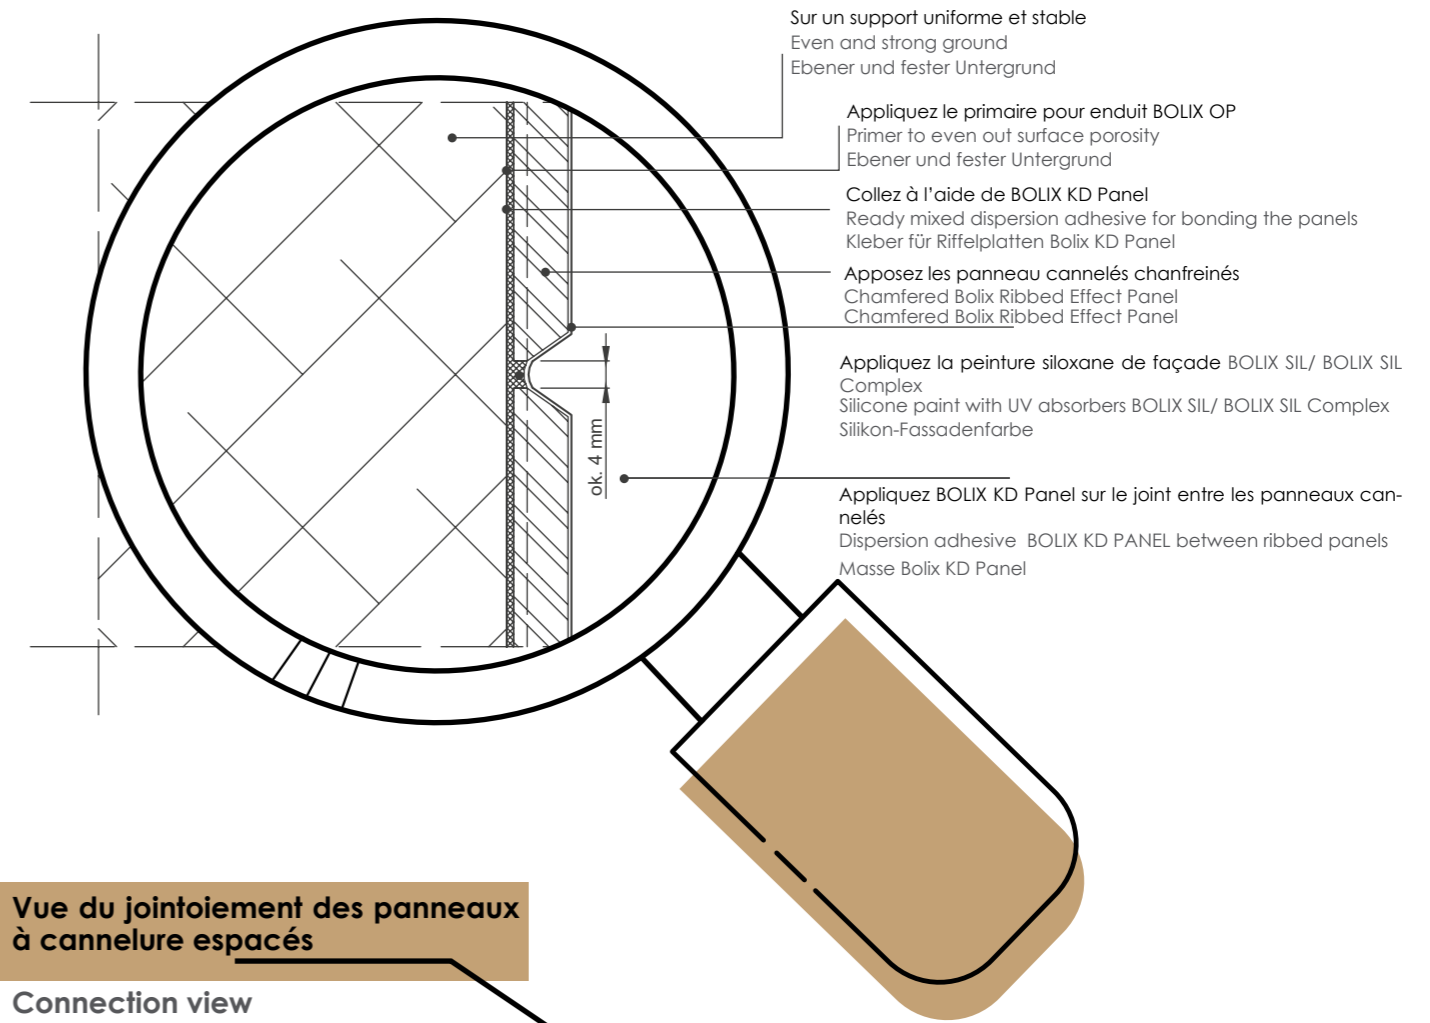 Sur un support uniforme et stable
Even and strong ground
Ebener und fester Untergrund
Appliquez le primaire pour enduit BOLIX OP
Primer to even out surface porosity
Ebener und fester Untergrund
Collez à l'aide de BOLIX KD Panel
Ready mixed dispersion adhesive for bonding the panels
Kleber für Riffelplatten Bolix KD Panel
Apposez les panneau cannelés chanfreinés
Chamfered Bolix Ribbed Effect Panel
Chamfered Bolix Ribbed Effect Panel
Appliquez la peinture siloxane de façade BOLIX SIL/ BOLIX SIL
Complex
Silicone paint with UV absorbers BOLIX SIL/ BOLIX SIL Complex
Silikon-Fassadenfarbe
ok. 4 mm
Appliquez BOLIX KD Panel sur le joint entre les panneaux can-
nelés
Dispersion adhesive BOLIX KD PANEL between ribbed panels
Masse Bolix KD Panel
Vue du jointoiement des panneaux
à cannelure espacés
Connection view